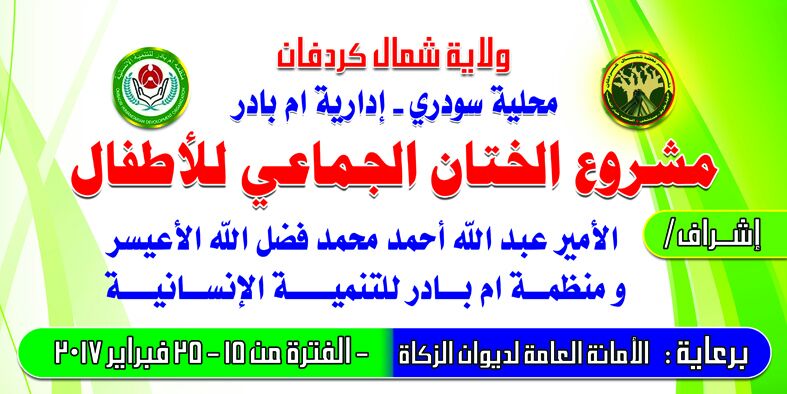 ولاية شمال كردفان
محلية سودري - إدارية ام بادر
مشروع الختان الجماعي للأطفال
إشراف/
الأمير عبد الله أحمد محمد فضل الله الأعيسر
و منظمة ام بادر للتنمية الإنسانية
برعاية : الأمانة العامة لديوان الزكاة - الفترة من ١٥ - ٢٥ فبراير ٢٠١٧